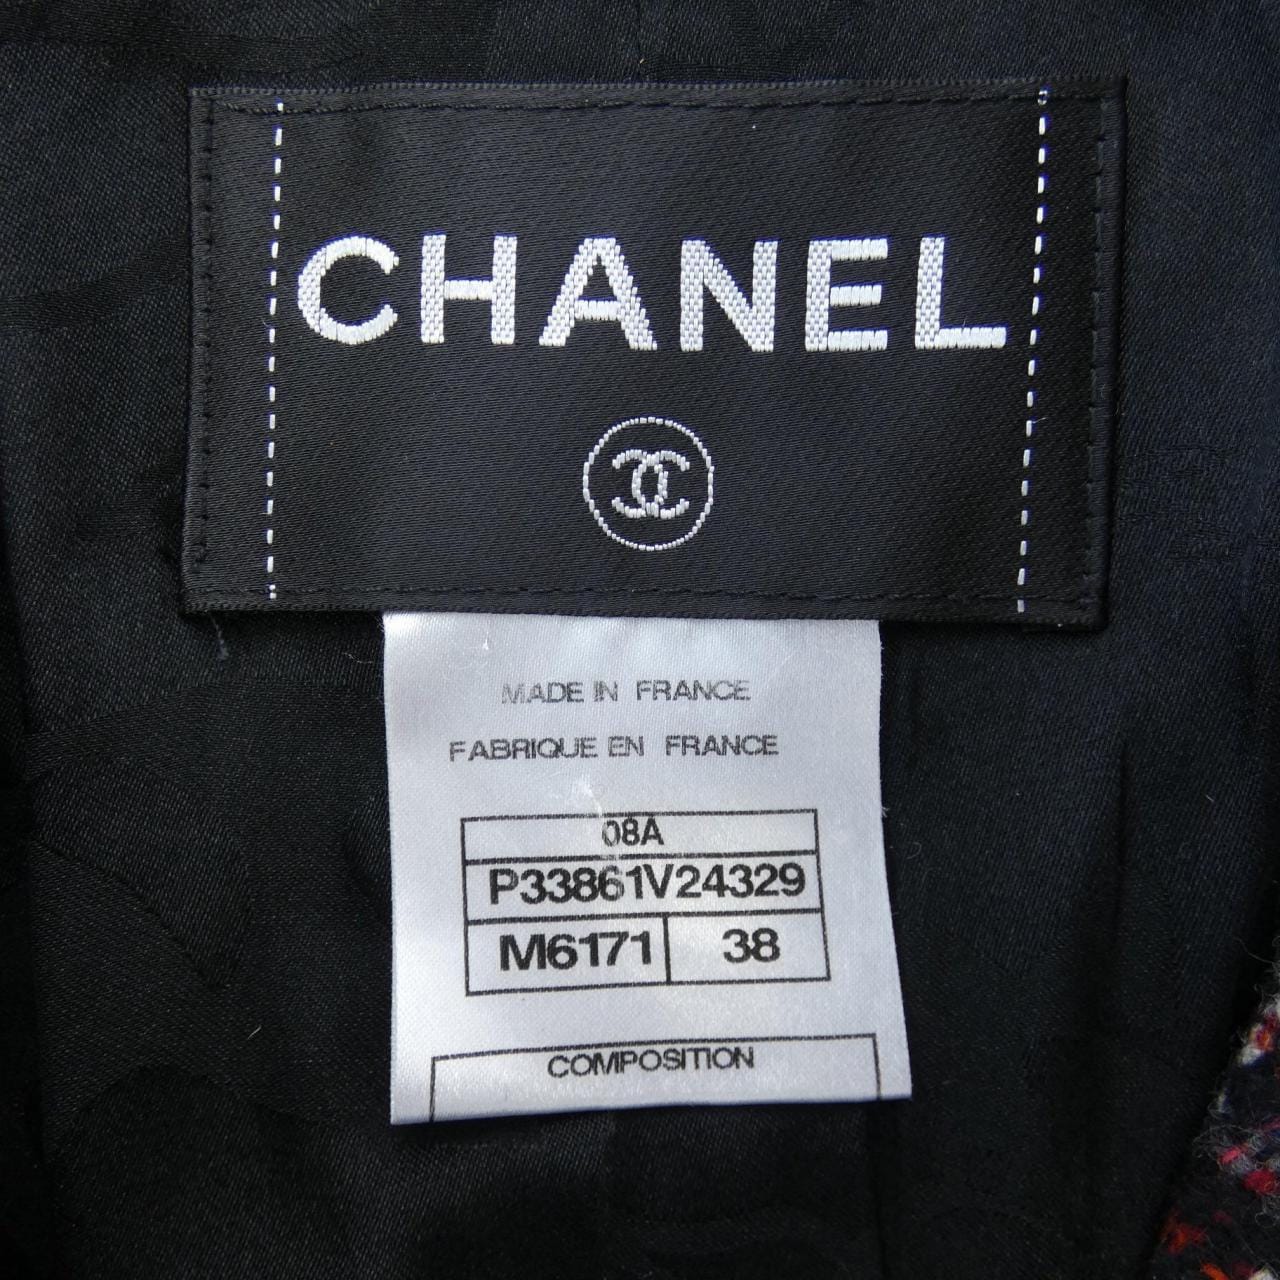 CHANEL
MADE IN FRANCE
FABRIQUE EN FRANCE
08A
P33861V24329
M6171 38
COMPOSITION